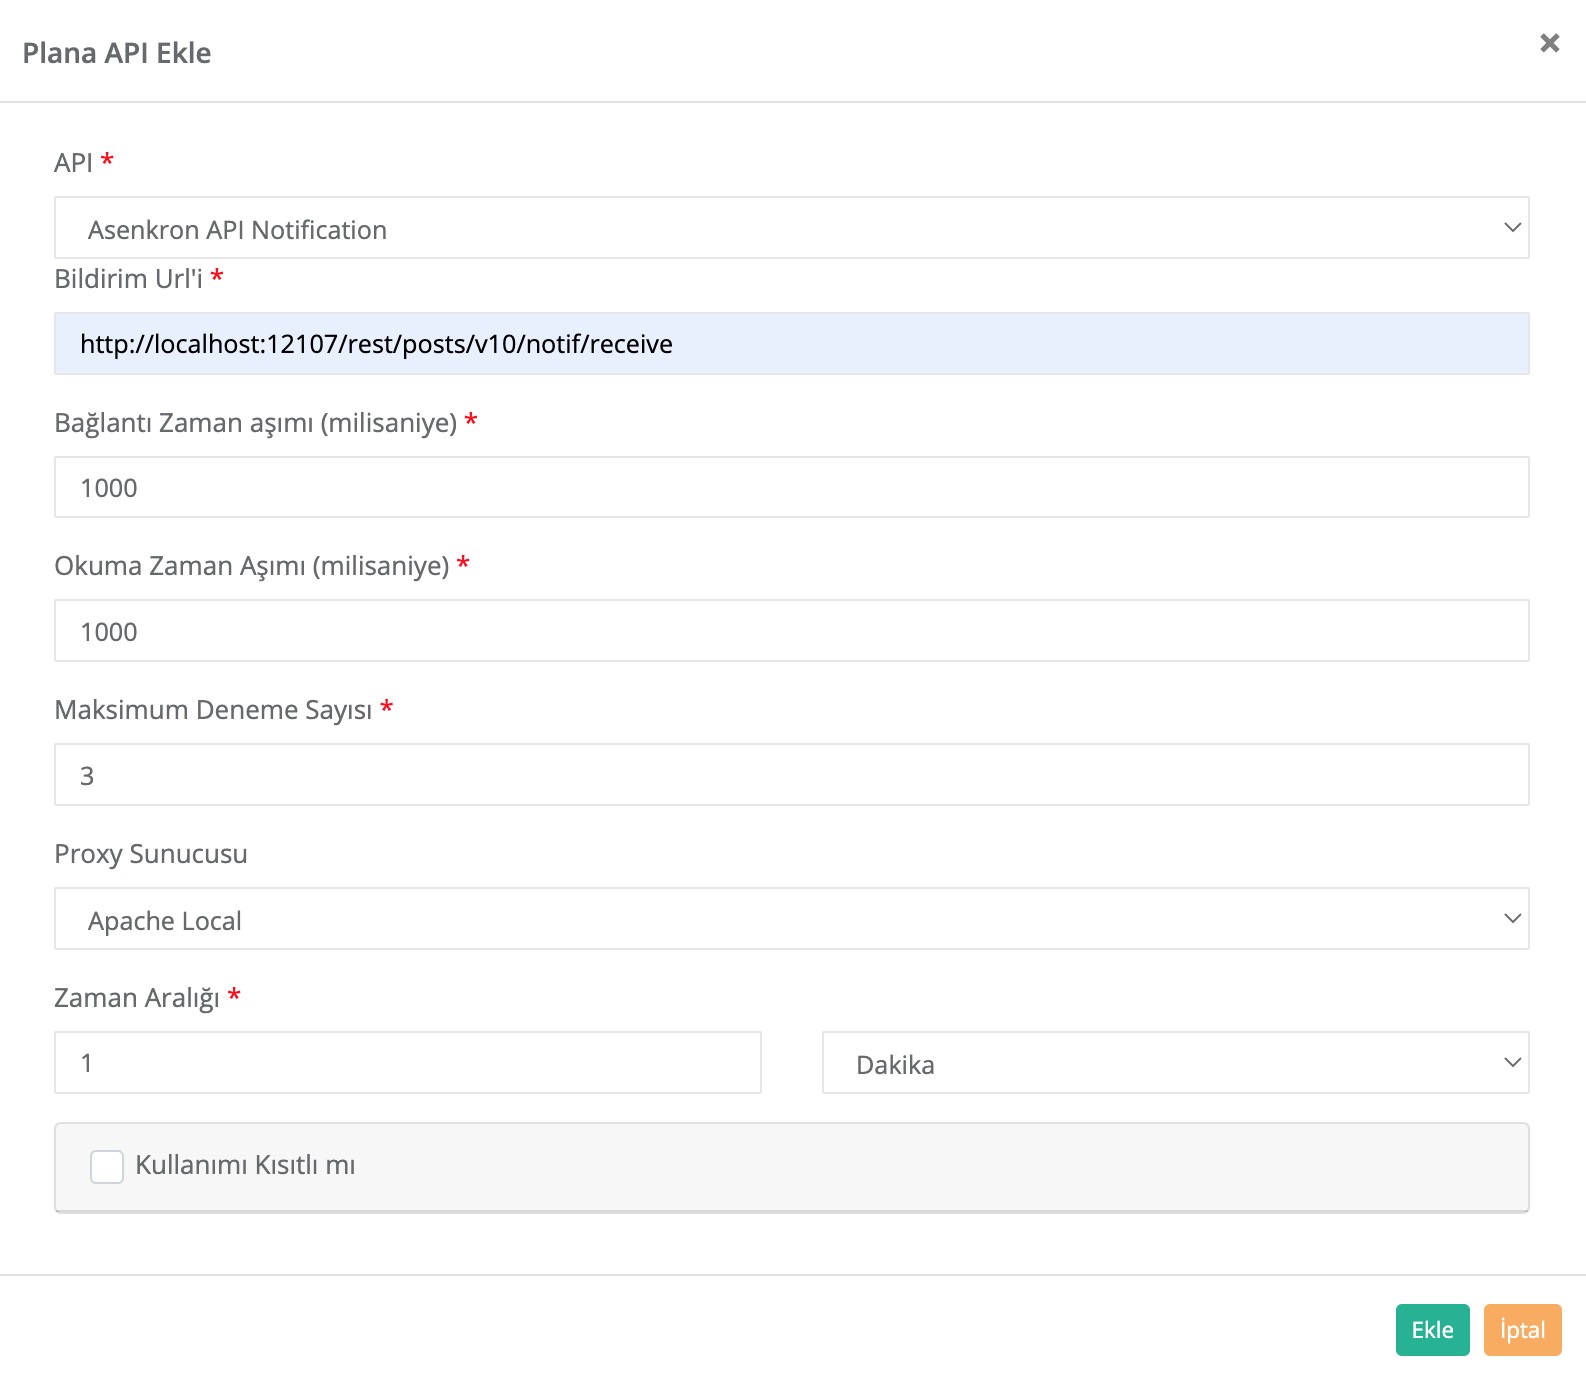 Plana API Ekle
API *
Asenkron API Notification
Bildirim Url'i *
http://localhost:12107/rest/posts/v10/notif/receive
Bağlantı Zaman aşımı (milisaniye) *
1000
Okuma Zaman Aşımı (milisaniye) *
1000
Maksimum Deneme Sayısı *
3
Proxy Sunucusu
Apache Local
Zaman Aralığı *
1 Dakika
Kullanımı Kısıtlı mı
Ekle İptal